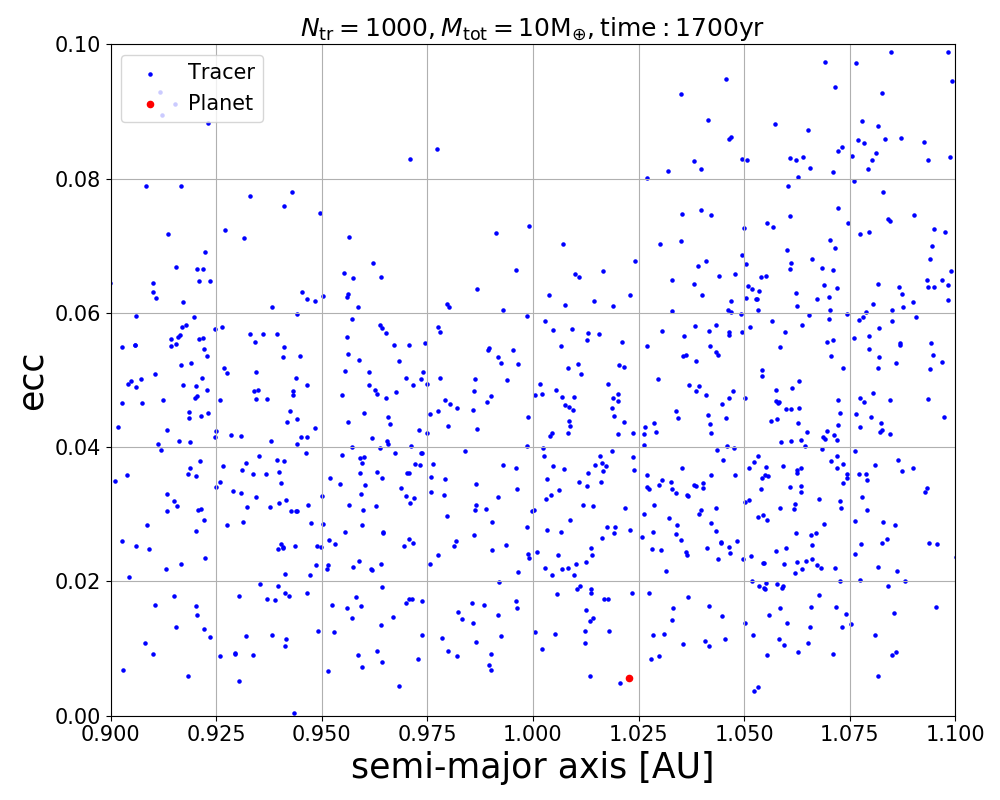 N_tr = 1000, M_tot = 10M_⊕, time : 1700yr
0.10
Tracer
Planet
0.08
0.06
ecc
0.04
0.02
0.00
0.900 0.925 0.950 0.975 1.000 1.025 1.050 1.075 1.100
semi-major axis [AU]